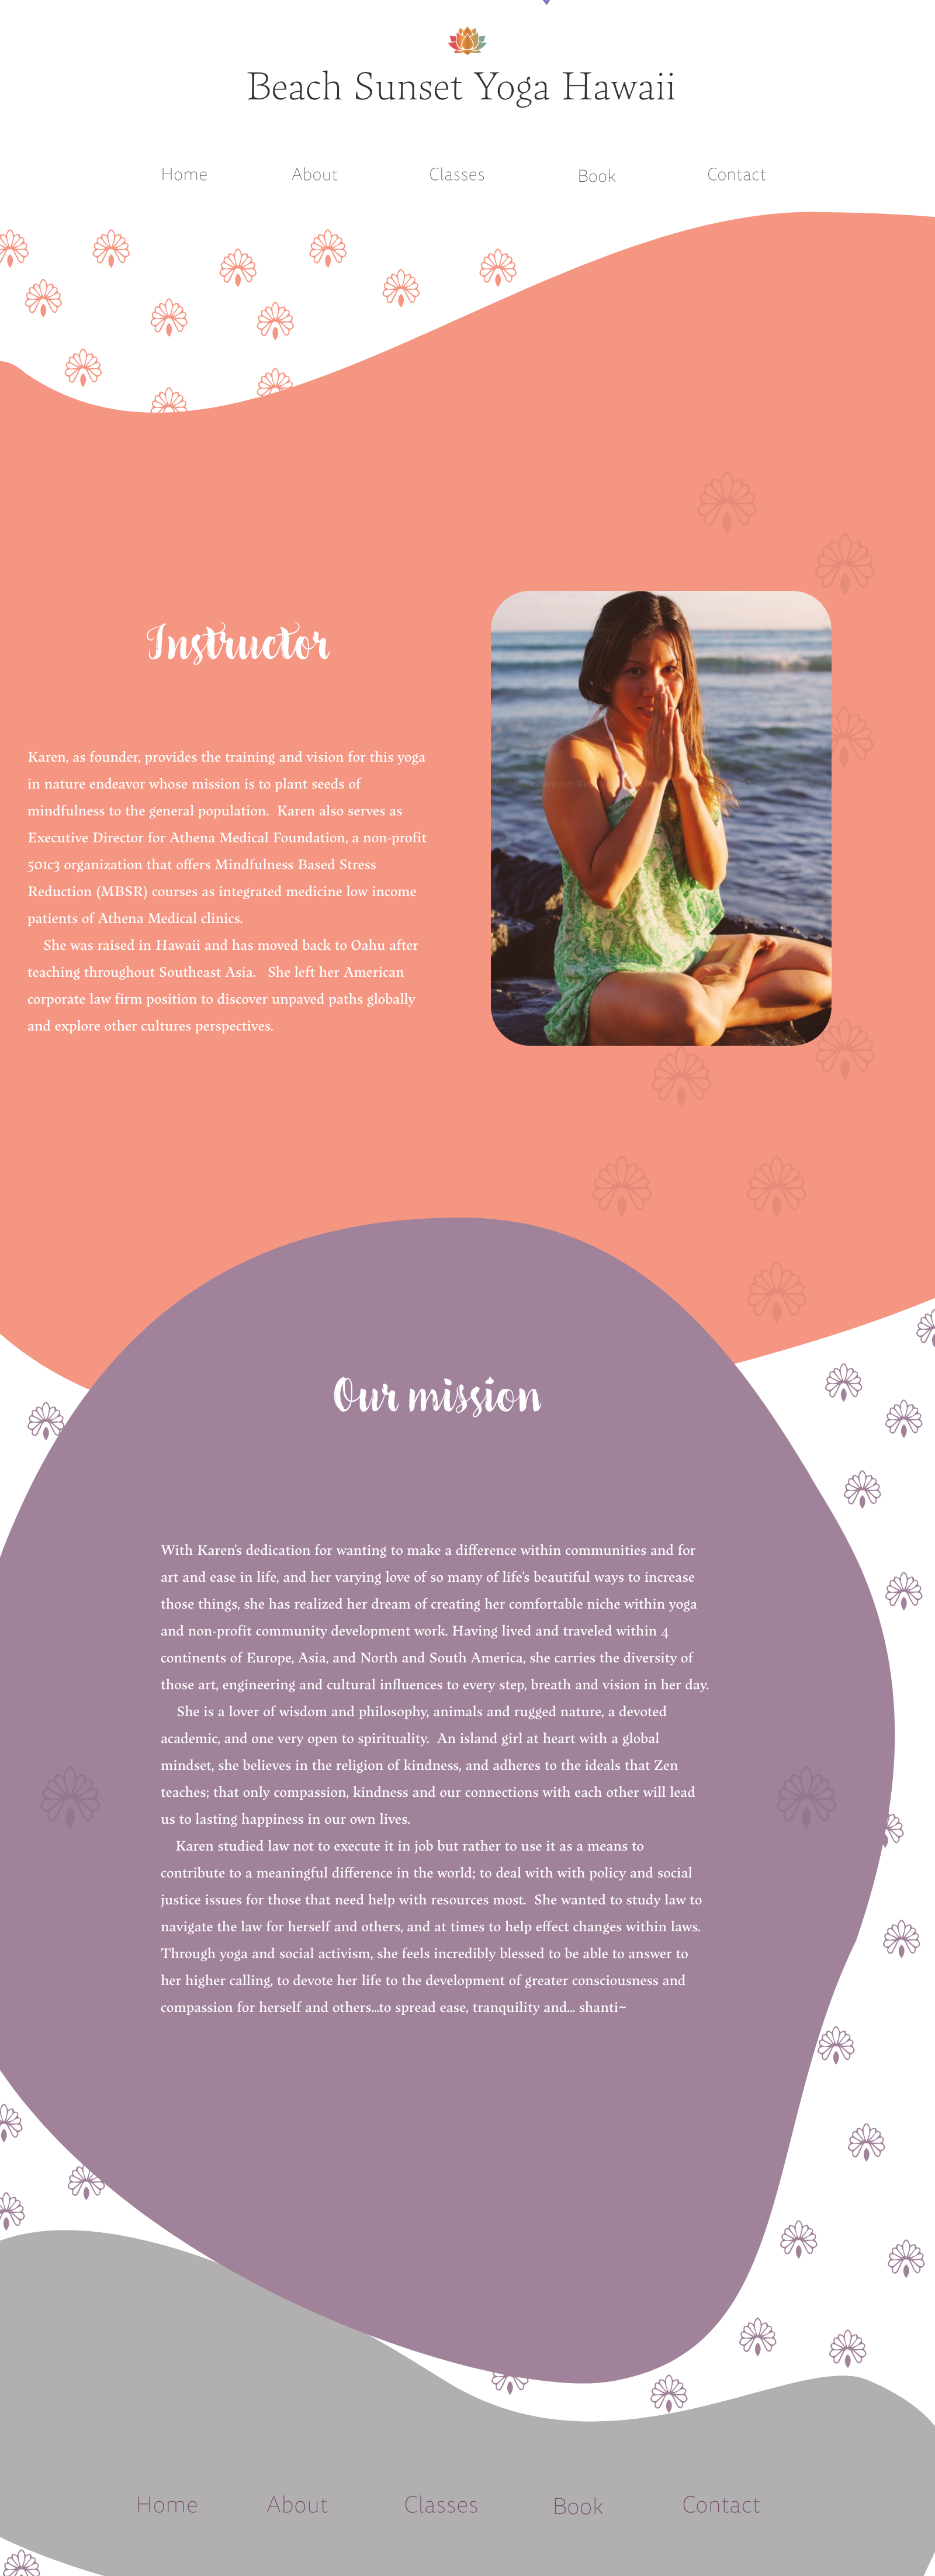 Beach Sunset Yoga Hawaii
Home About Classes Book Contact
Instructor
Karen, as founder, provides the training and vision for this yoga
in nature endeavor whose mission is to plant seeds of
mindfulness to the general population.  Karen also serves as
Executive Director for Athena Medical Foundation, a non-profit
501c3 organization that offers Mindfulness Based Stress
Reduction (MBSR) courses as integrated medicine low income
patients of Athena Medical clinics.
She was raised in Hawaii and has moved back to Oahu after
teaching throughout Southeast Asia.   She left her American
corporate law firm position to discover unpaved paths globally
and explore other cultures perspectives.
Our mission
With Karen's dedication for wanting to make a difference within communities and for
art and ease in life, and her varying love of so many of life's beautiful ways to increase
those things, she has realized her dream of creating her comfortable niche within yoga
and non-profit community development work. Having lived and traveled within 4
continents of Europe, Asia, and North and South America, she carries the diversity of
those art, engineering and cultural influences to every step, breath and vision in her day.
She is a lover of wisdom and philosophy, animals and rugged nature, a devoted
academic, and one very open to spirituality.  An island girl at heart with a global
mindset, she believes in the religion of kindness, and adheres to the ideals that Zen
teaches; that only compassion, kindness and our connections with each other will lead
us to lasting happiness in our own lives.
Karen studied law not to execute it in job but rather to use it as a means to
contribute to a meaningful difference in the world; to deal with with policy and social
justice issues for those that need help with resources most.  She wanted to study law to
navigate the law for herself and others, and at times to help effect changes within laws.
Through yoga and social activism, she feels incredibly blessed to be able to answer to
her higher calling, to devote her life to the development of greater consciousness and
compassion for herself and others...to spread ease, tranquility and... shanti~
Home About Classes Book Contact